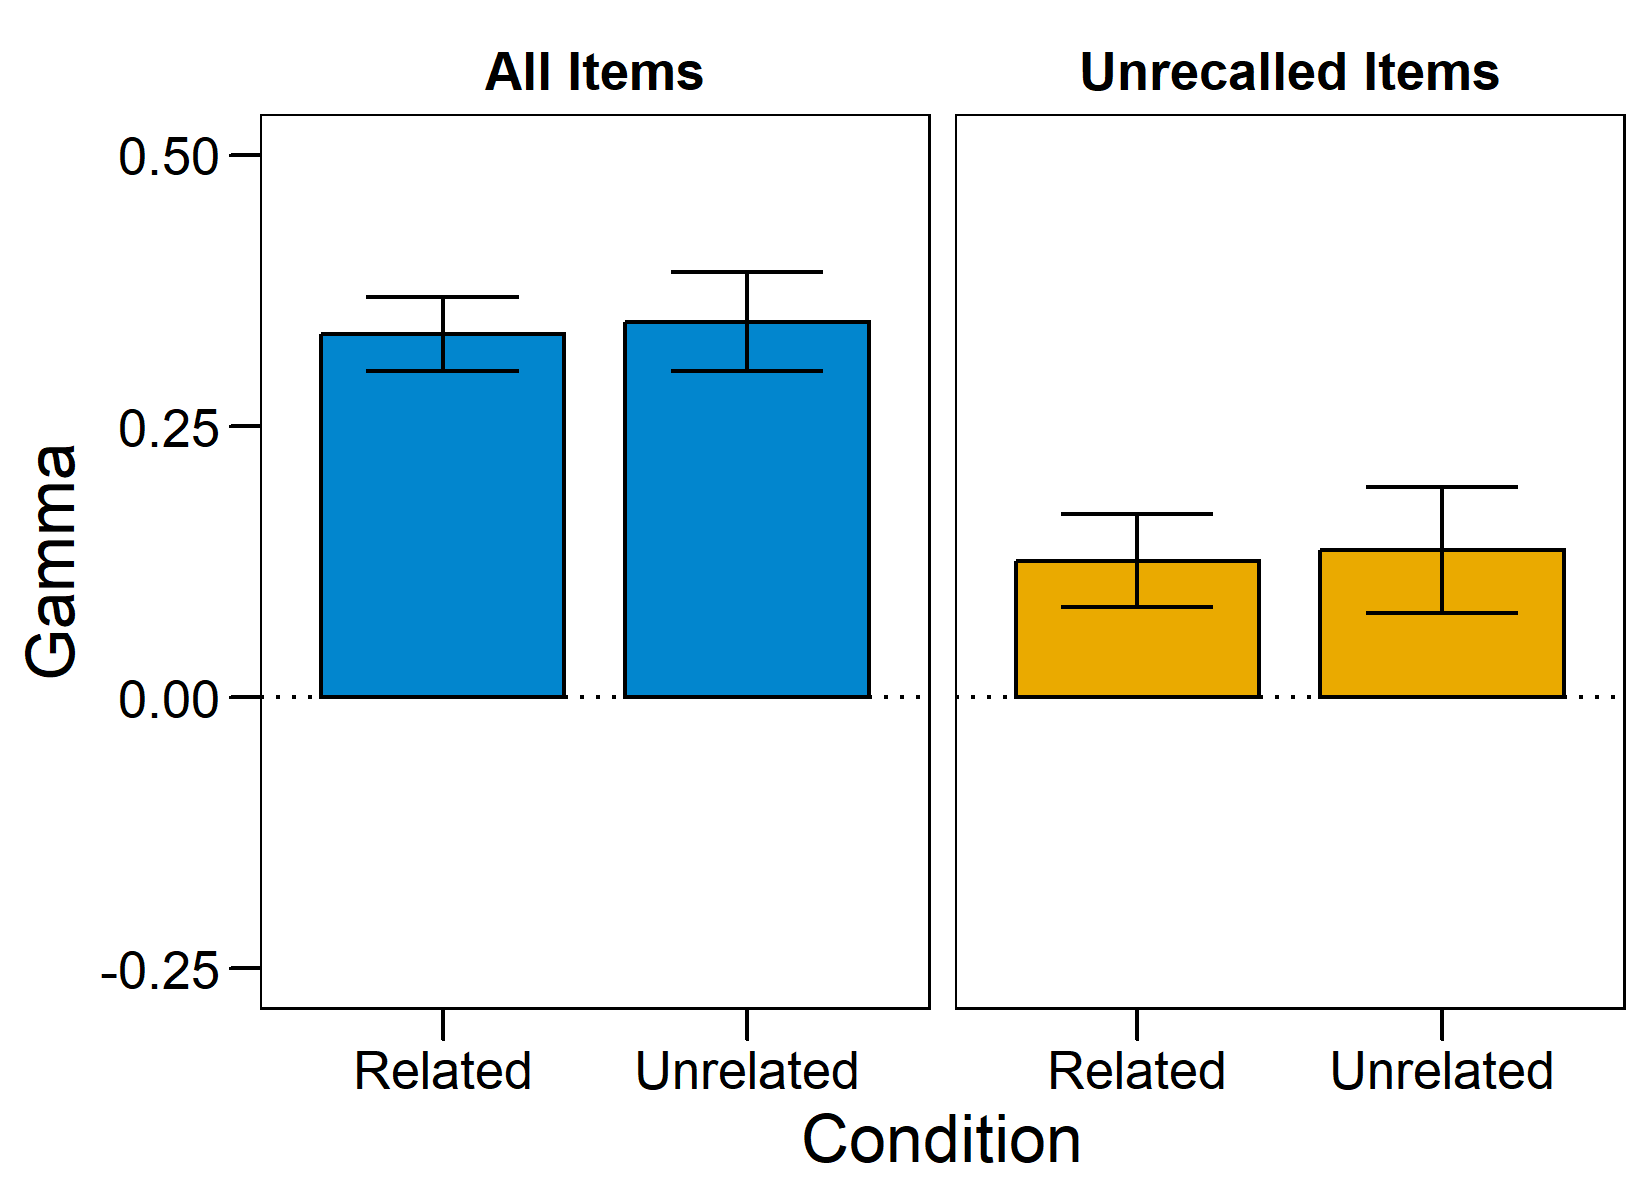 All Items
Unrecalled Items
0.50
0.25
0.00
-0.25
Gamma
Related
Unrelated
Related
Unrelated
Condition